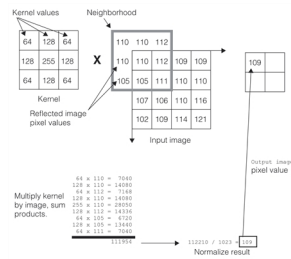 Kernel values
Neighborhood
64 128 64
128 255 128
64 128 64
Kernel
X
110 110 112
110 110 112 109 109
105 105 111 110 110
107 106 110 116
102 109 114 121
109
Reflected image
pixel values
Input image
Output imag
pixel value
Multiply kernel
by image, sum
products.
64 x 110 = 7040
128 x 110 = 14080
64 x 112 = 7168
128 x 110 = 14080
255 x 110 = 28050
128 x 112 = 14336
64 x 105 = 6720
128 x 105 = 13440
64 x 111 = 7040
111954
112210 / 1023 = 109
Normalize result